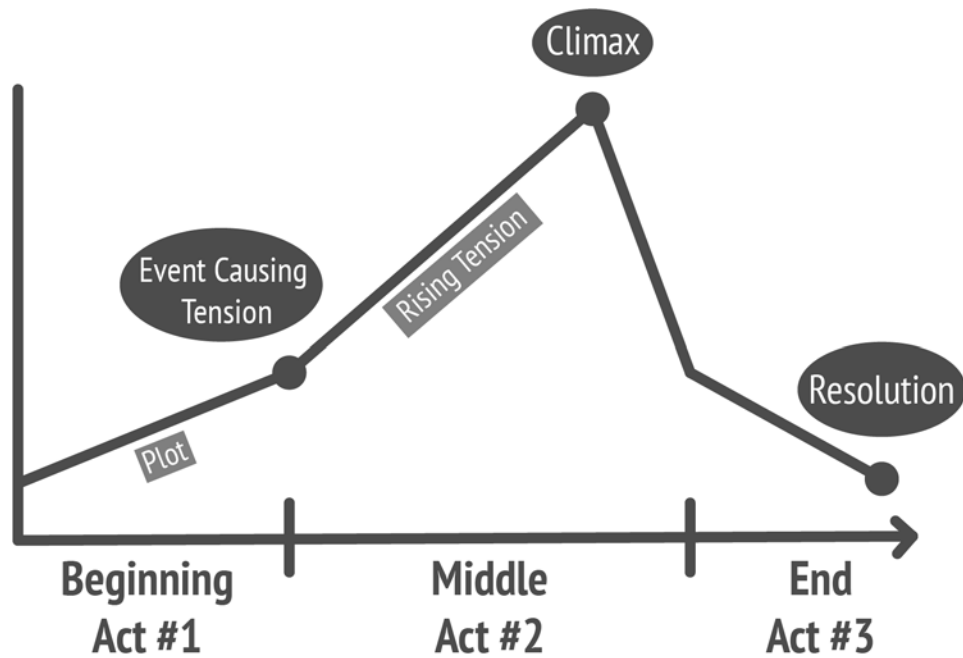 Climax
Event Causing
Tension
Rising Tension
Plot
Resolution
Beginning
Act #1
Middle
Act #2
End
Act #3